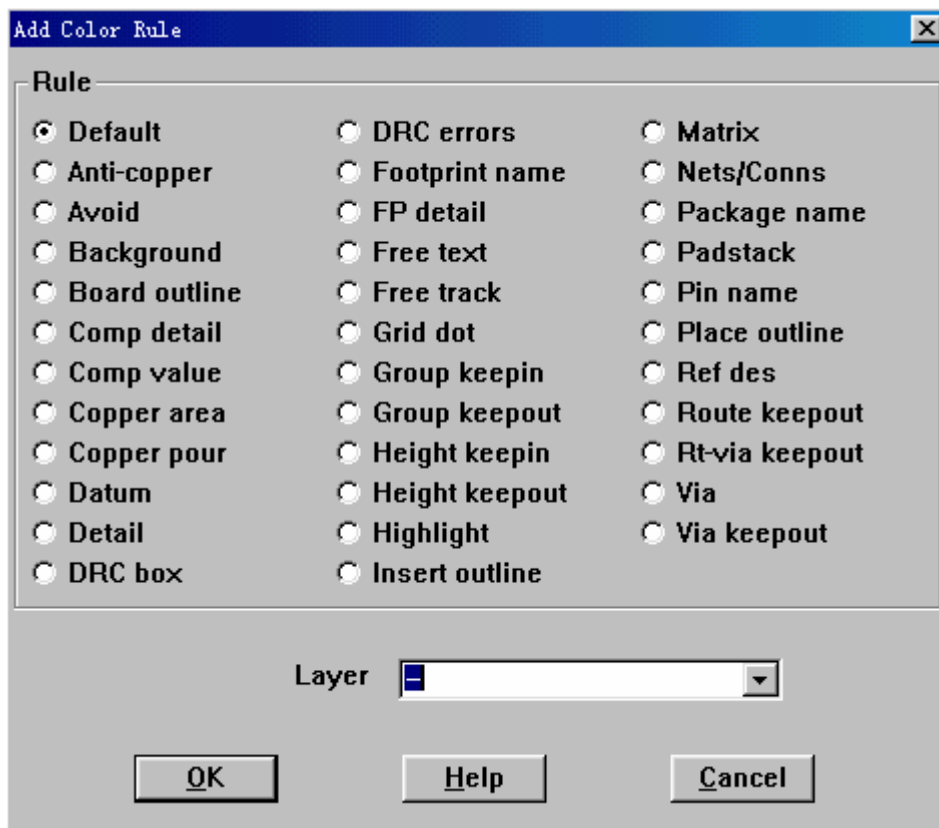 Add Color Rule
Rule
Default
Anti-copper
Avoid
Background
Board outline
Comp detail
Comp value
Copper area
Copper pour
Datum
Detail
DRC box
DRC errors
Footprint name
FP detail
Free text
Free track
Grid dot
Group keepin
Group keepout
Height keepin
Height keepout
Highlight
Insert outline
Matrix
Nets/Conns
Package name
Padstack
Pin name
Place outline
Ref des
Route keepout
Rt-via keepout
Via
Via keepout
Layer –
OK Help Cancel